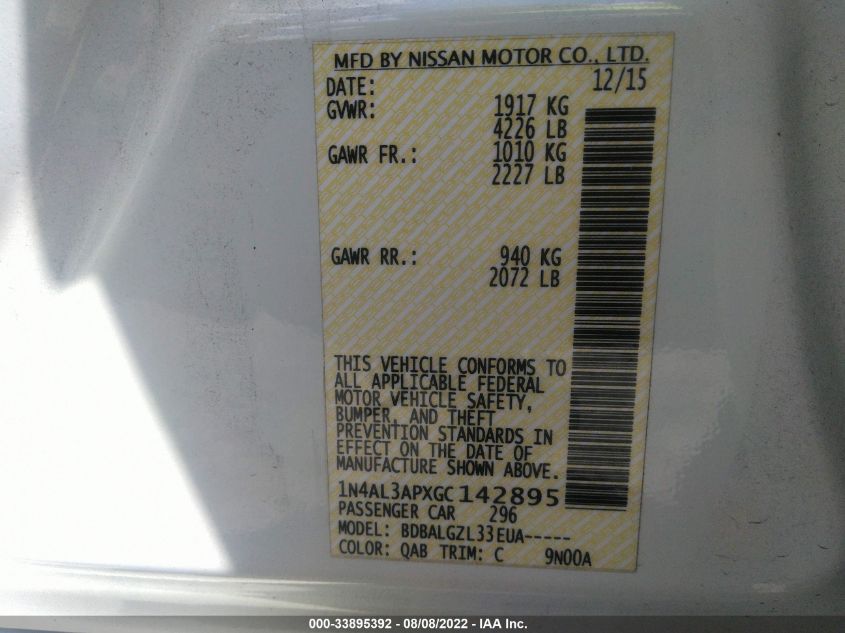 MFD BY NISSAN MOTOR CO., LTD.
DATE: 12/15
GVWR: 1917 KG
4226 LB
GAWR FR.: 1010 KG
2227 LB
GAWR RR.: 940 KG
2072 LB
THIS VEHICLE CONFORMS TO
ALL APPLICABLE FEDERAL
MOTOR VEHICLE SAFETY,
BUMPER, AND THEFT
PREVENTION STANDARDS IN
EFFECT ON THE DATE OF
MANUFACTURE SHOWN ABOVE.
1N4AL3APXGC142895
PASSENGER CAR 296
MODEL: BDBALGZL33EUA-----
COLOR: QAB TRIM: C 9N00A
000-33895392 - 08/08/2022 - IAA Inc.